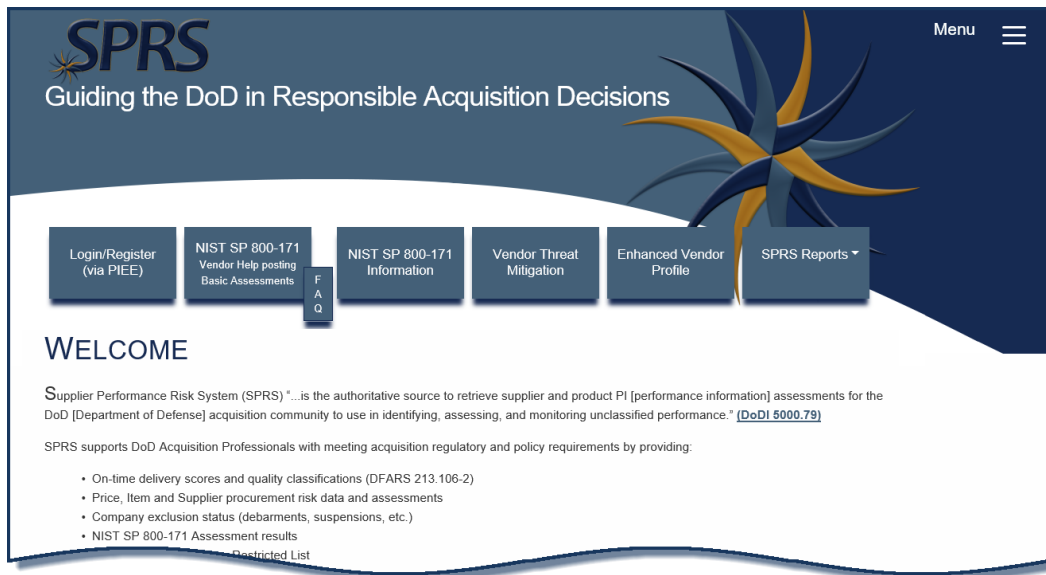 SPRS
Menu
Guiding the DoD in Responsible Acquisition Decisions
Login/Register
(via PIEE)
NIST SP 800-171
Vendor Help posting
Basic Assessments
F
A
Q
NIST SP 800-171
Information
Vendor Threat
Mitigation
Enhanced Vendor
Profile
SPRS Reports
WELCOME
Supplier Performance Risk System (SPRS) "...is the authoritative source to retrieve supplier and product PI [performance information] assessments for the
DoD [Department of Defense] acquisition community to use in identifying, assessing, and monitoring unclassified performance." (DoDI 5000.79)
SPRS supports DoD Acquisition Professionals with meeting acquisition regulatory and policy requirements by providing:
• On-time delivery scores and quality classifications (DFARS 213.106-2)
• Price, Item and Supplier procurement risk data and assessments
• Company exclusion status (debarments, suspensions, etc.)
• NIST SP 800-171 Assessment results
Restricted List